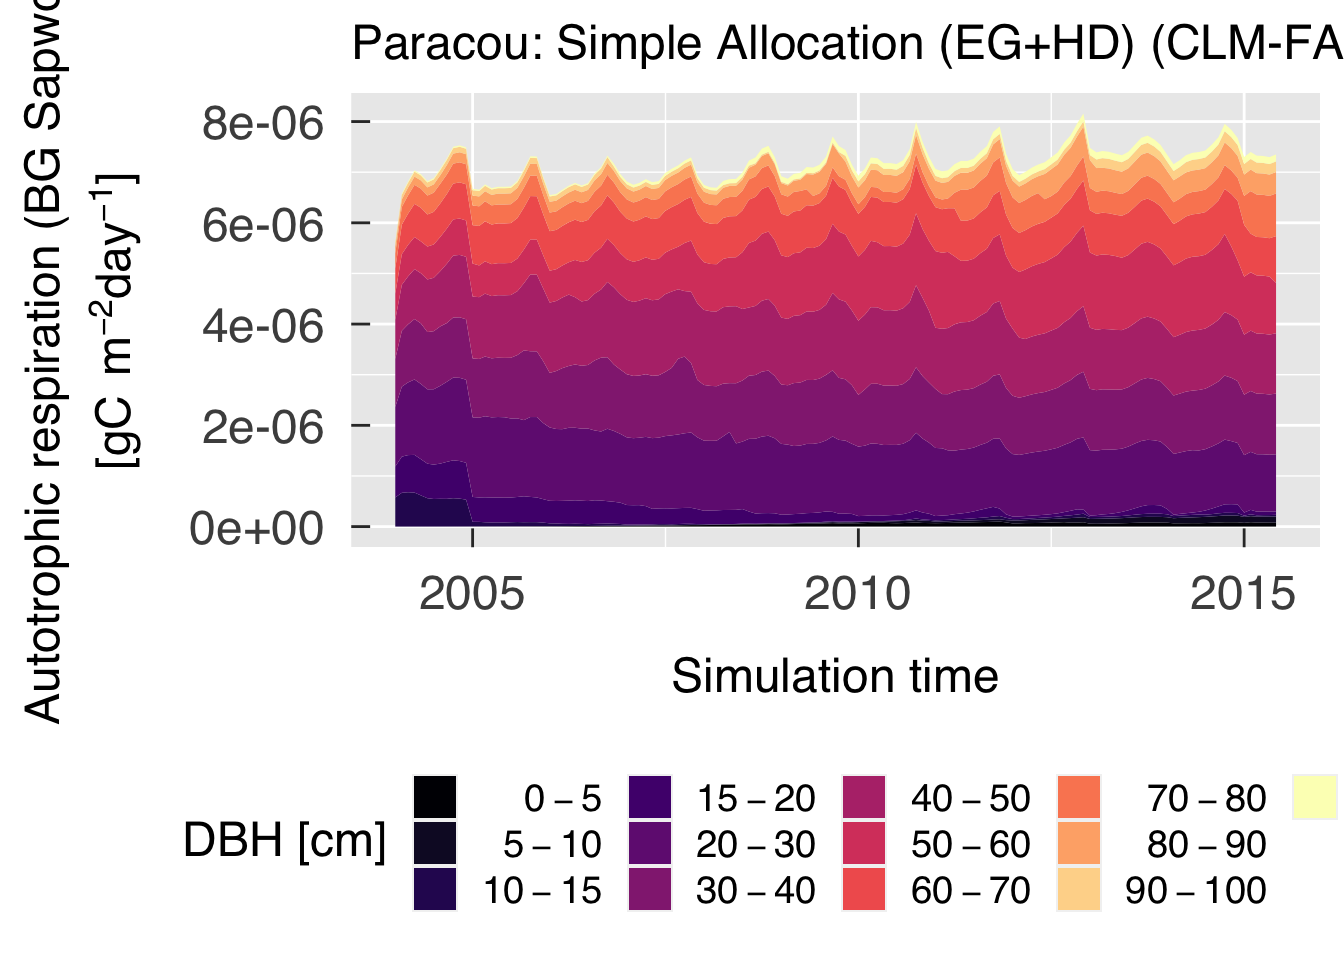 Paracou: Simple Allocation (EG+HD) (CLM-FA
Autotrophic respiration (BG Sapwo
[gC m−2day−1]
8e-06
6e-06
4e-06
2e-06
0e+00
2005 2010 2015
Simulation time
DBH [cm]
0 – 5 15 – 20 40 – 50 70 – 80
5 – 10 20 – 30 50 – 60 80 – 90
10 – 15 30 – 40 60 – 70 90 – 100